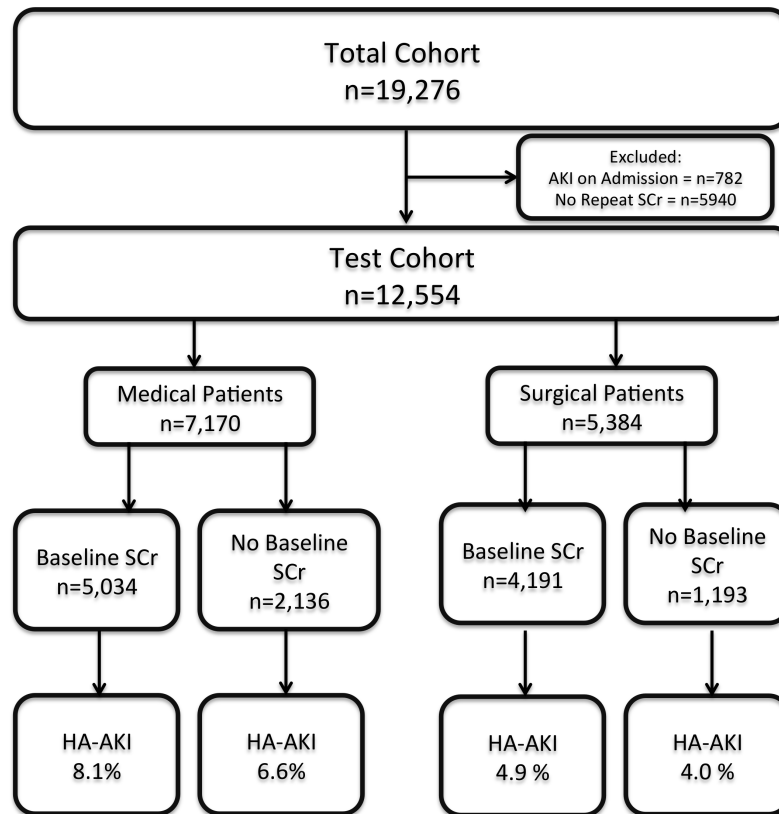 Total Cohort
n=19,276
Excluded:
AKI on Admission = n=782
No Repeat SCr = n=5940
Test Cohort
n=12,554
Medical Patients
n=7,170
Surgical Patients
n=5,384
Baseline SCr
n=5,034
No Baseline
SCr
n=2,136
Baseline SCr
n=4,191
No Baseline
SCr
n=1,193
HA-AKI
8.1%
HA-AKI
6.6%
HA-AKI
4.9 %
HA-AKI
4.0 %